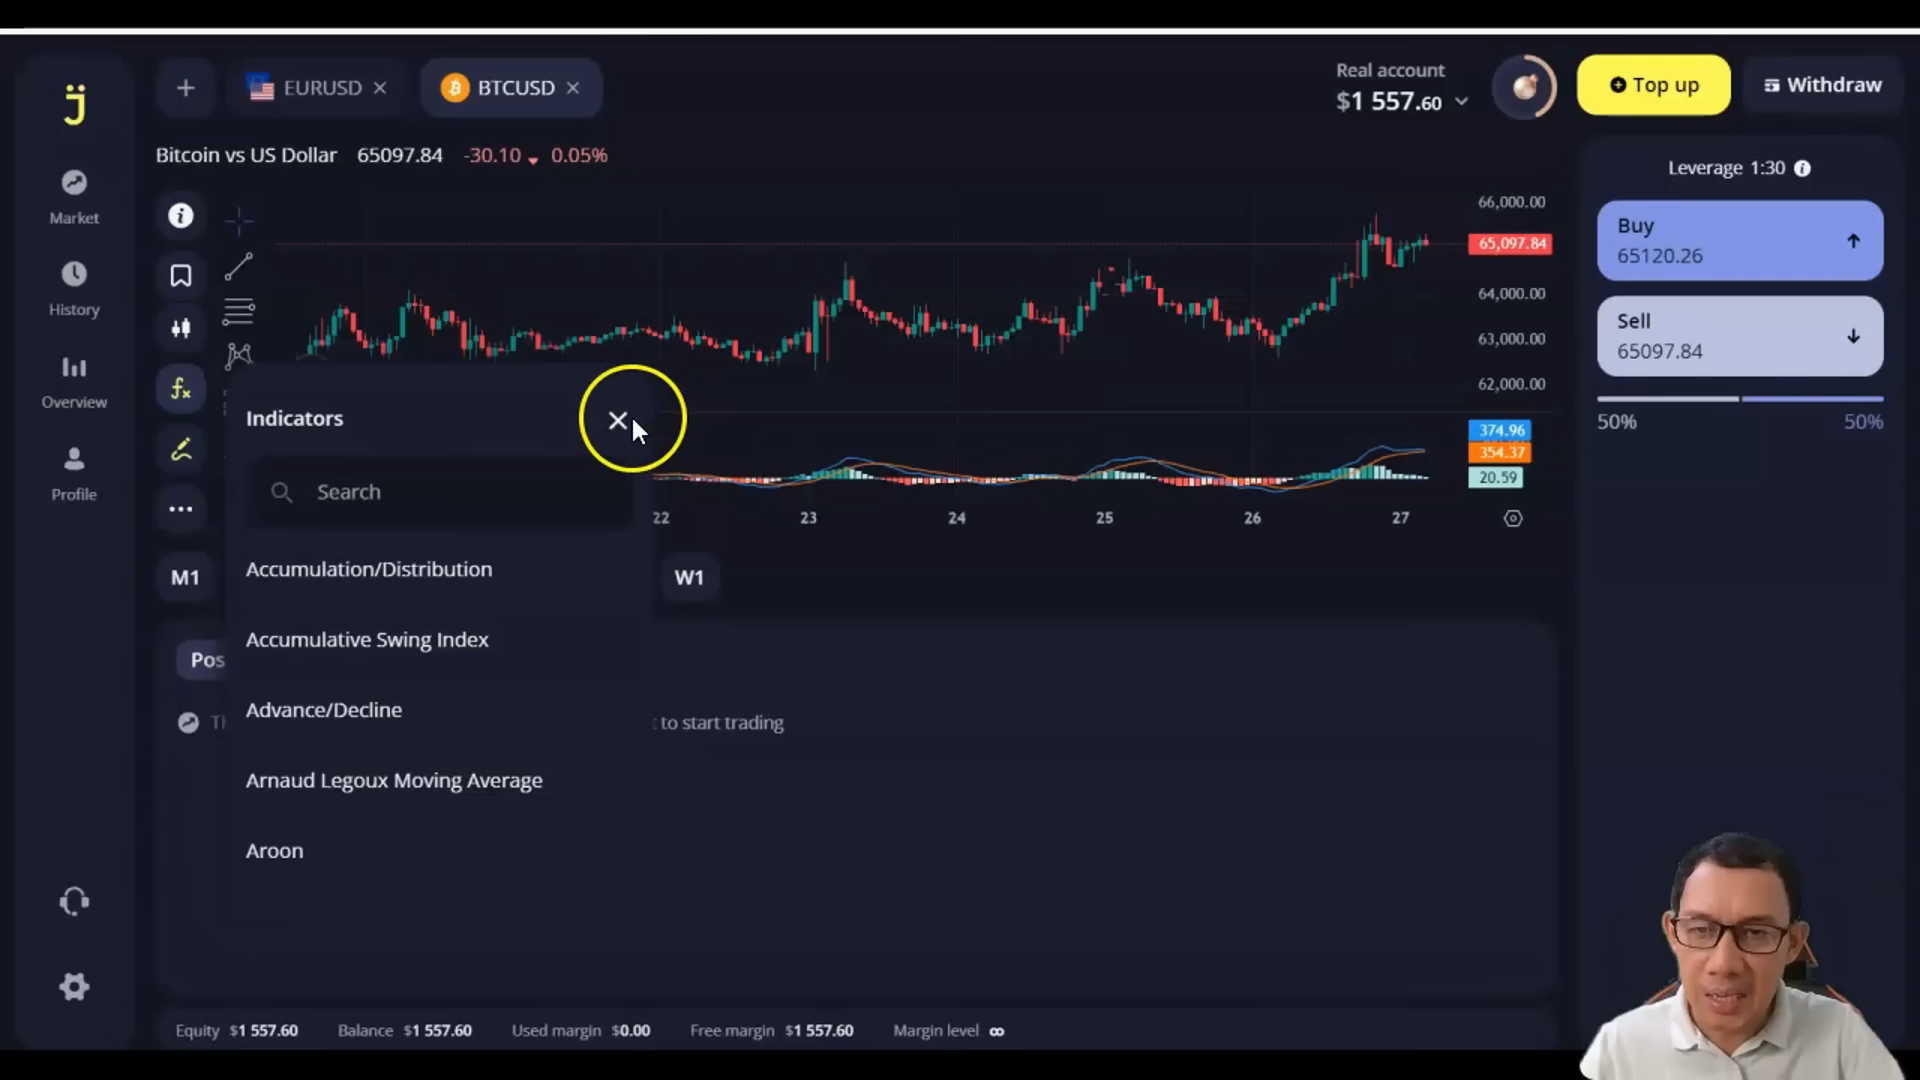 EURUSD
BTCUSD
Real account
$1 557.60
Top up
Withdraw
Bitcoin vs US Dollar 65097.84 -30.10 0.05%
Leverage 1:30
Market
History
Overview
Profile
66,000.00
65,097.84
64,000.00
63,000.00
62,000.00
Buy
65120.26
Sell
65097.84
50% 50%
Indicators
Search
Accumulation/Distribution
Accumulative Swing Index
Advance/Decline
Arnaud Legoux Moving Average
Aroon
374.96
354.37
20.59
22 23 24 25 26 27
M1
W1
Pos
Th
to start trading
Equity $1 557.60 Balance $1 557.60 Used margin $0.00 Free margin $1 557.60 Margin level ∞